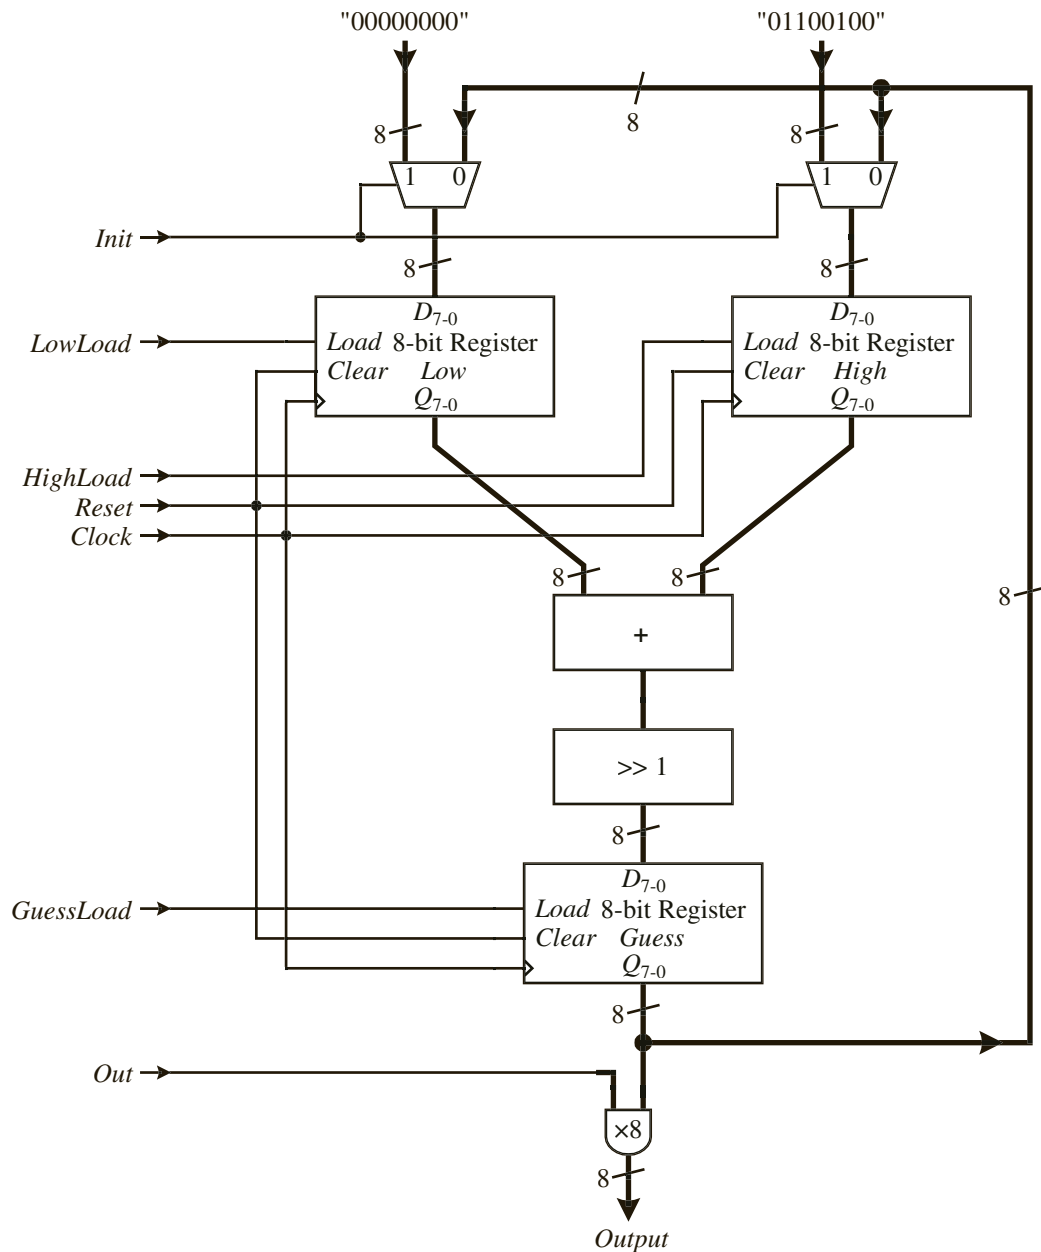 "00000000" "01100100"
8
8 8
1 0 1 0
Init
8 8
D7-0 D7-0
LowLoad Load 8-bit Register Load 8-bit Register
Clear Low Clear High
Q7-0 Q7-0
HighLoad
Reset
Clock
8 8
8
+
>> 1
8
D7-0
GuessLoad Load 8-bit Register
Clear Guess
Q7-0
8
Out
×8
8
Output